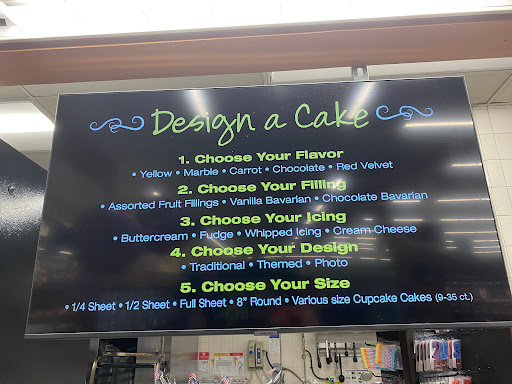 Design a Cake
1. Choose Your Flavor
• Yellow • Marble • Carrot • Chocolate • Red Velvet
2. Choose Your Filling
• Assorted Fruit Fillings • Vanilla Bavarian • Chocolate Bavarian
3. Choose Your Icing
• Buttercream • Fudge • Whipped Icing • Cream Cheese
4. Choose Your Design
• Traditional • Themed • Photo
5. Choose Your Size
• 1/4 Sheet • 1/2 Sheet • Full Sheet • 8" Round • Various size Cupcake Cakes (9-35 ct.)